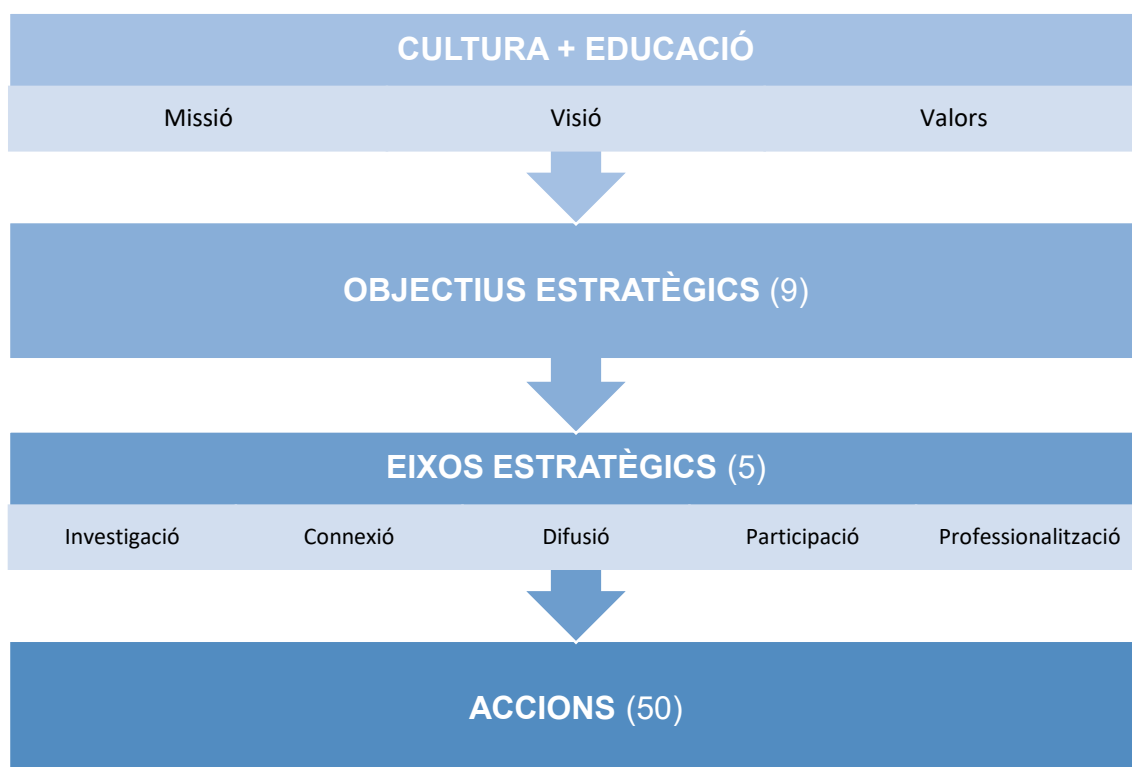 CULTURA + EDUCACIÓ
Missió Visió Valors
OBJECTIUS ESTRATÈGICS (9)
EIXOS ESTRATÈGICS (5)
Investigació Connexió Difusió Participació Professionalització
ACCIONS (50)